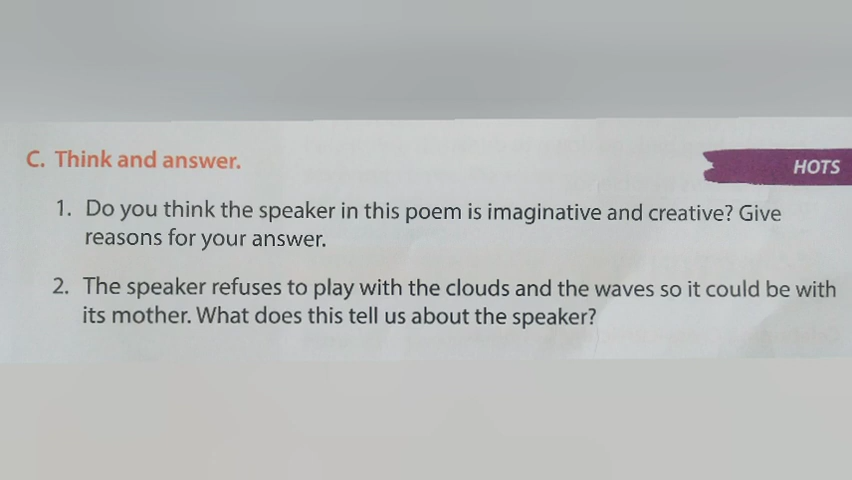 C. Think and answer.
HOTS
1. Do you think the speaker in this poem is imaginative and creative? Give
reasons for your answer.
2. The speaker refuses to play with the clouds and the waves so it could be with
its mother. What does this tell us about the speaker?